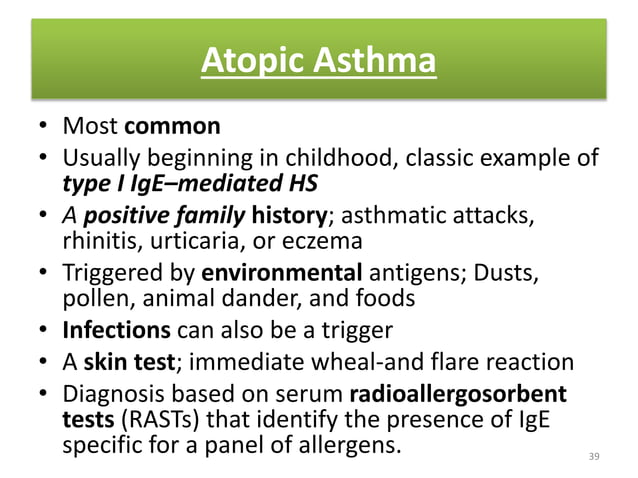 Atopic Asthma
• Most common
• Usually beginning in childhood, classic example of
type I IgE–mediated HS
• A positive family history; asthmatic attacks,
rhinitis, urticaria, or eczema
• Triggered by environmental antigens; Dusts,
pollen, animal dander, and foods
• Infections can also be a trigger
• A skin test; immediate wheal-and flare reaction
• Diagnosis based on serum radioallergosorbent
tests (RASTs) that identify the presence of IgE
specific for a panel of allergens.
39